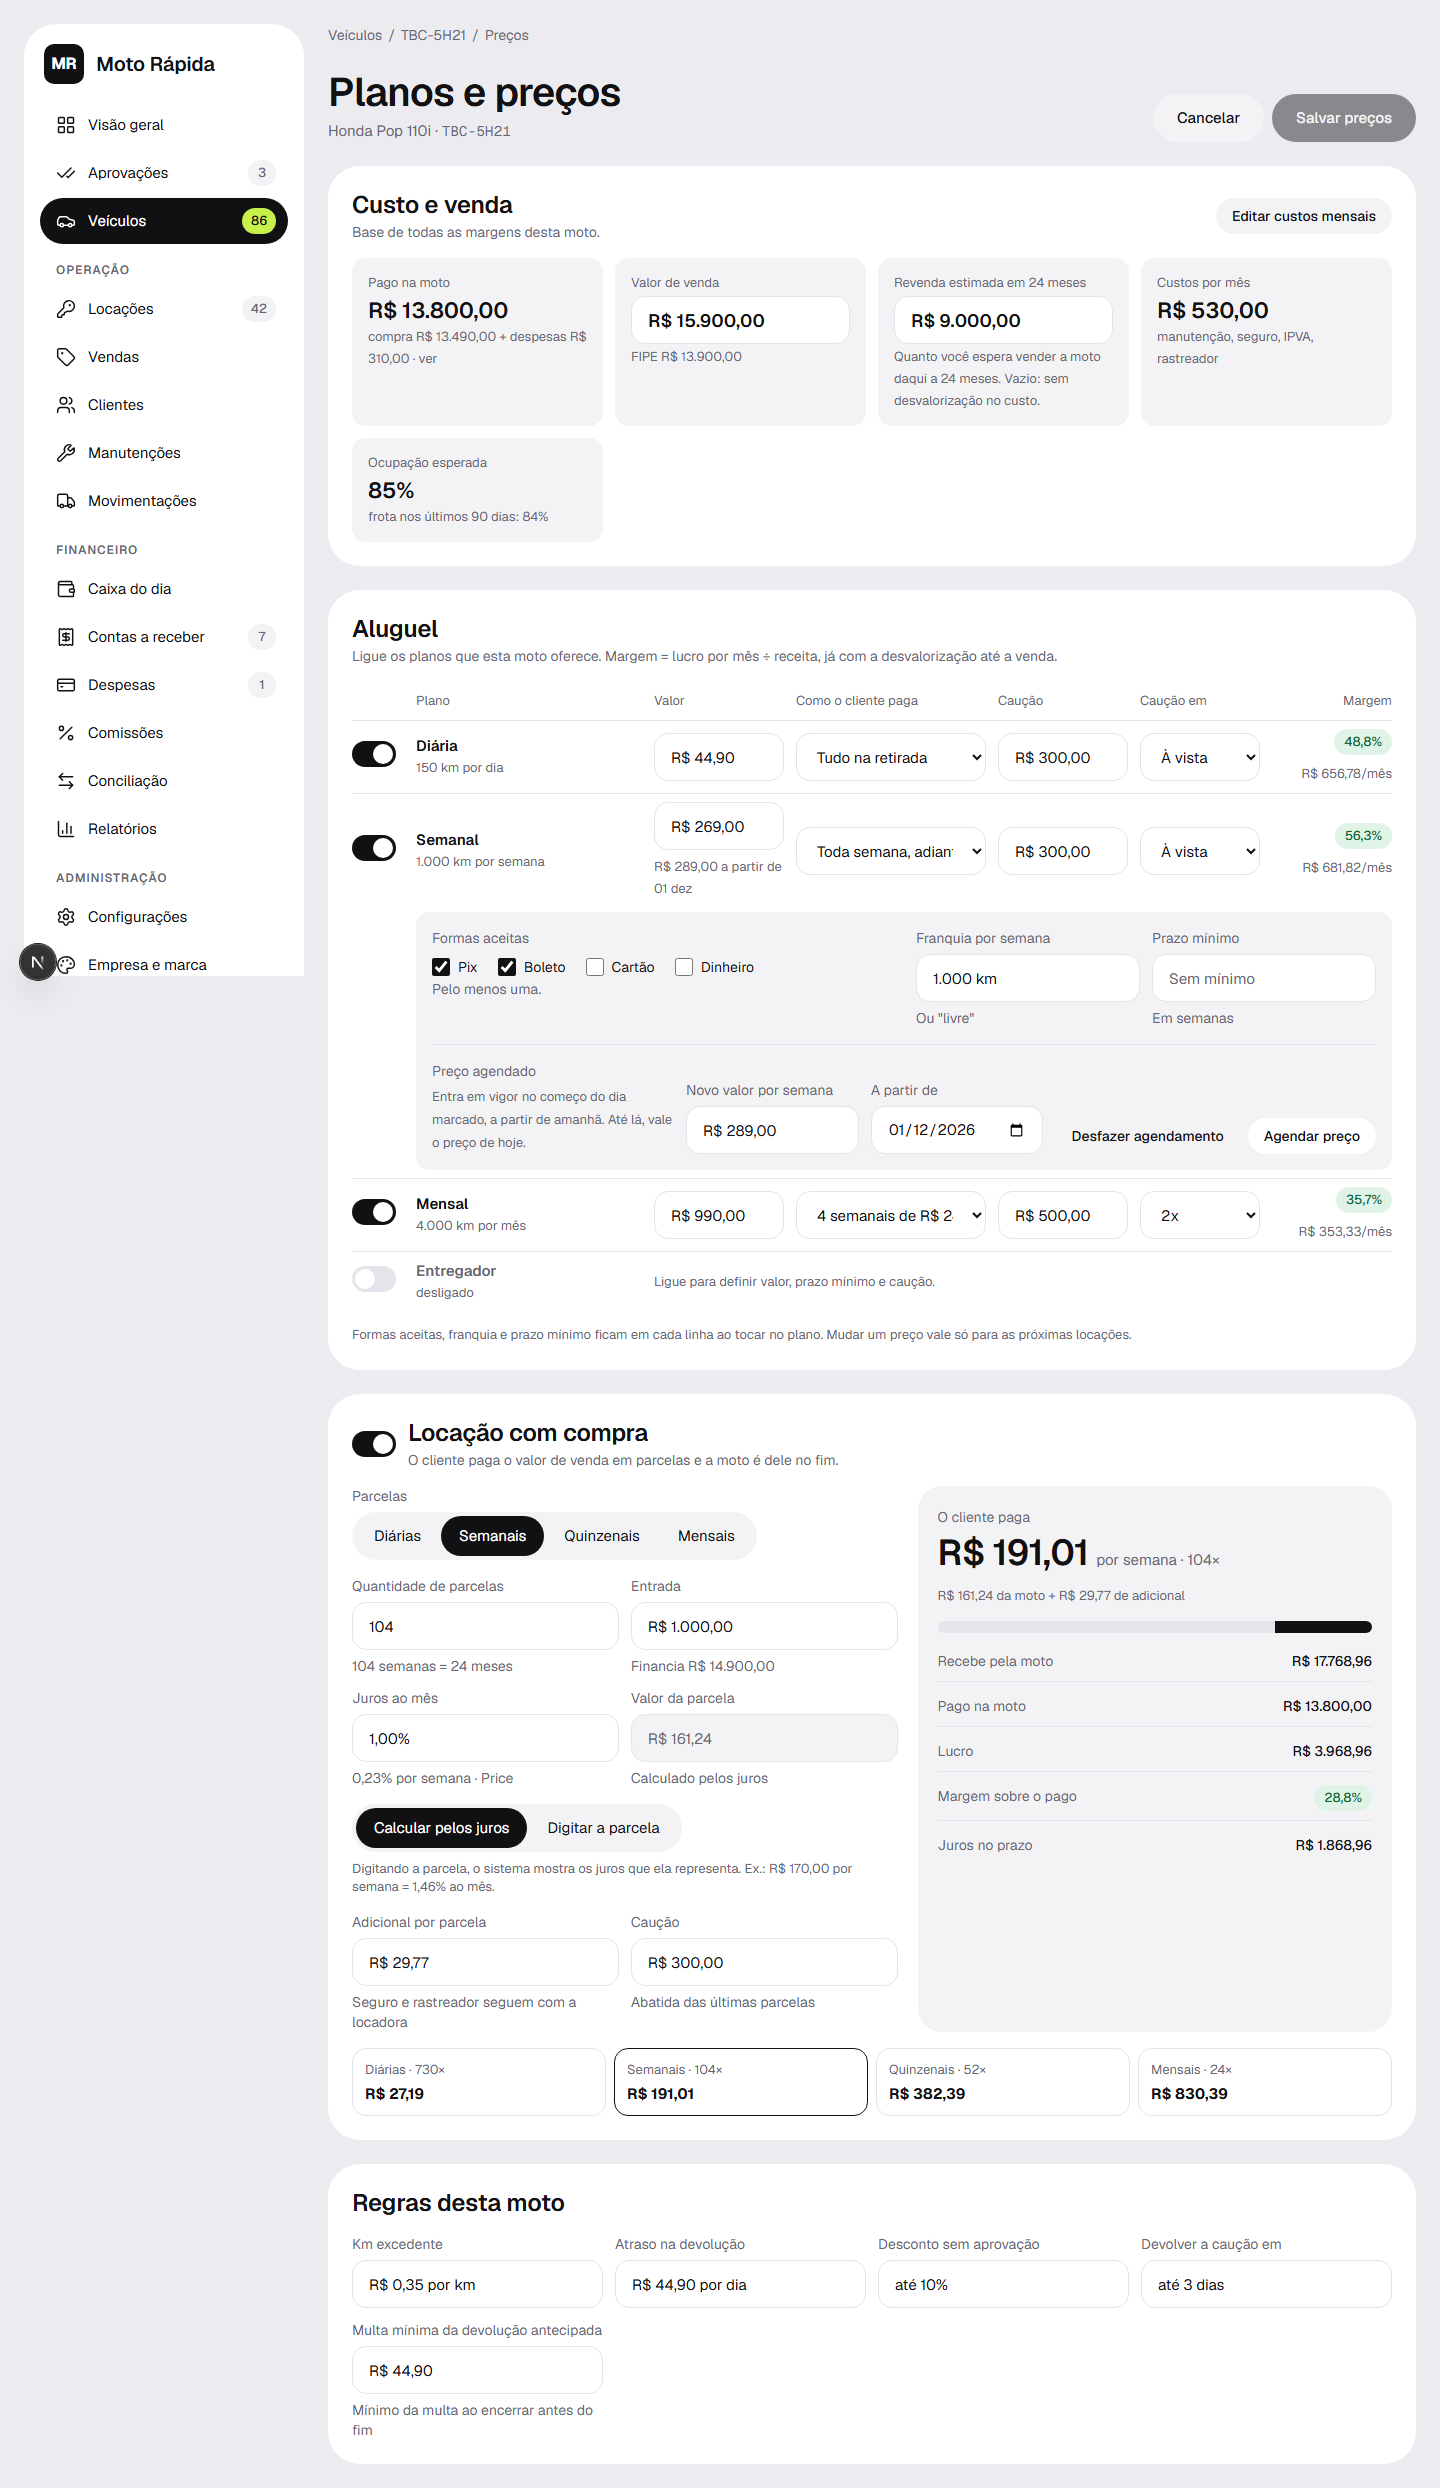 MR
Moto Rápida
Visão geral
Aprovações 3
Veículos 86
OPERAÇÃO
Locações 42
Vendas
Clientes
Manutenções
Movimentações
FINANCEIRO
Caixa do dia
Contas a receber 7
Despesas 1
Comissões
Conciliação
Relatórios
ADMINISTRAÇÃO
Configurações
N
Empresa e marca
Veículos / TBC-5H21 / Preços
Planos e preços
Honda Pop 110i · TBC-5H21
Cancelar
Salvar preços
Custo e venda
Base de todas as margens desta moto.
Editar custos mensais
Pago na moto
R$ 13.800,00
compra R$ 13.490,00 + despesas R$
310,00 · ver
Valor de venda
R$ 15.900,00
FIPE R$ 13.900,00
Revenda estimada em 24 meses
R$ 9.000,00
Quanto você espera vender a moto
daqui a 24 meses. Vazio: sem
desvalorização no custo.
Custos por mês
R$ 530,00
manutenção, seguro, IPVA,
rastreador
Ocupação esperada
85%
frota nos últimos 90 dias: 84%
Aluguel
Ligue os planos que esta moto oferece. Margem = lucro por mês ÷ receita, já com a desvalorização até a venda.
Plano Valor Como o cliente paga Caução Caução em Margem
Diária
150 km por dia
R$ 44,90
Tudo na retirada
R$ 300,00
À vista
48,8%
R$ 656,78/mês
Semanal
1.000 km por semana
R$ 269,00
R$ 289,00 a partir de
01 dez
Toda semana, adian
R$ 300,00
À vista
56,3%
R$ 681,82/mês
Formas aceitas
Pix Boleto Cartão Dinheiro
Pelo menos uma.
Franquia por semana
1.000 km
Ou "livre"
Prazo mínimo
Sem mínimo
Em semanas
Preço agendado
Entra em vigor no começo do dia
marcado, a partir de amanhã. Até lá, vale
o preço de hoje.
Novo valor por semana
R$ 289,00
A partir de
01/12/2026
Desfazer agendamento
Agendar preço
Mensal
4.000 km por mês
R$ 990,00
4 semanais de R$ 2
R$ 500,00
2x
35,7%
R$ 353,33/mês
Entregador
desligado
Ligue para definir valor, prazo mínimo e caução.
Formas aceitas, franquia e prazo mínimo ficam em cada linha ao tocar no plano. Mudar um preço vale só para as próximas locações.
Locação com compra
O cliente paga o valor de venda em parcelas e a moto é dele no fim.
Parcelas
Diárias Semanais Quinzenais Mensais
Quantidade de parcelas
104
104 semanas = 24 meses
Entrada
R$ 1.000,00
Financia R$ 14.900,00
Juros ao mês
1,00%
0,23% por semana · Price
Valor da parcela
R$ 161,24
Calculado pelos juros
Calcular pelos juros Digitar a parcela
Digitando a parcela, o sistema mostra os juros que ela representa. Ex.: R$ 170,00 por
semana = 1,46% ao mês.
Adicional por parcela
R$ 29,77
Seguro e rastreador seguem com a
locadora
Caução
R$ 300,00
Abatida das últimas parcelas
O cliente paga
R$ 191,01 por semana · 104×
R$ 161,24 da moto + R$ 29,77 de adicional
Recebe pela moto R$ 17.768,96
Pago na moto R$ 13.800,00
Lucro R$ 3.968,96
Margem sobre o pago 28,8%
Juros no prazo R$ 1.868,96
Diárias · 730×
R$ 27,19
Semanais · 104×
R$ 191,01
Quinzenais · 52×
R$ 382,39
Mensais · 24×
R$ 830,39
Regras desta moto
Km excedente
R$ 0,35 por km
Atraso na devolução
R$ 44,90 por dia
Desconto sem aprovação
até 10%
Devolver a caução em
até 3 dias
Multa mínima da devolução antecipada
R$ 44,90
Mínimo da multa ao encerrar antes do
fim